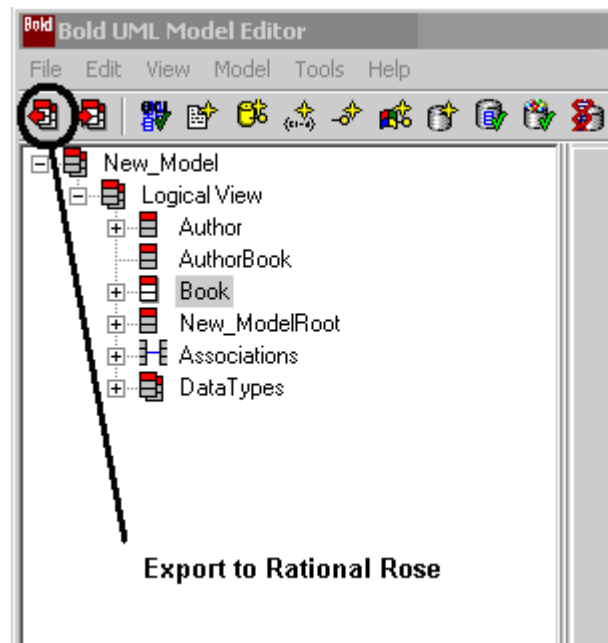 Bold Bold UML Model Editor
File Edit View Model Tools Help
New_Model
Logical View
Author
AuthorBook
Book
New_ModelRoot
Associations
DataTypes
Export to Rational Rose